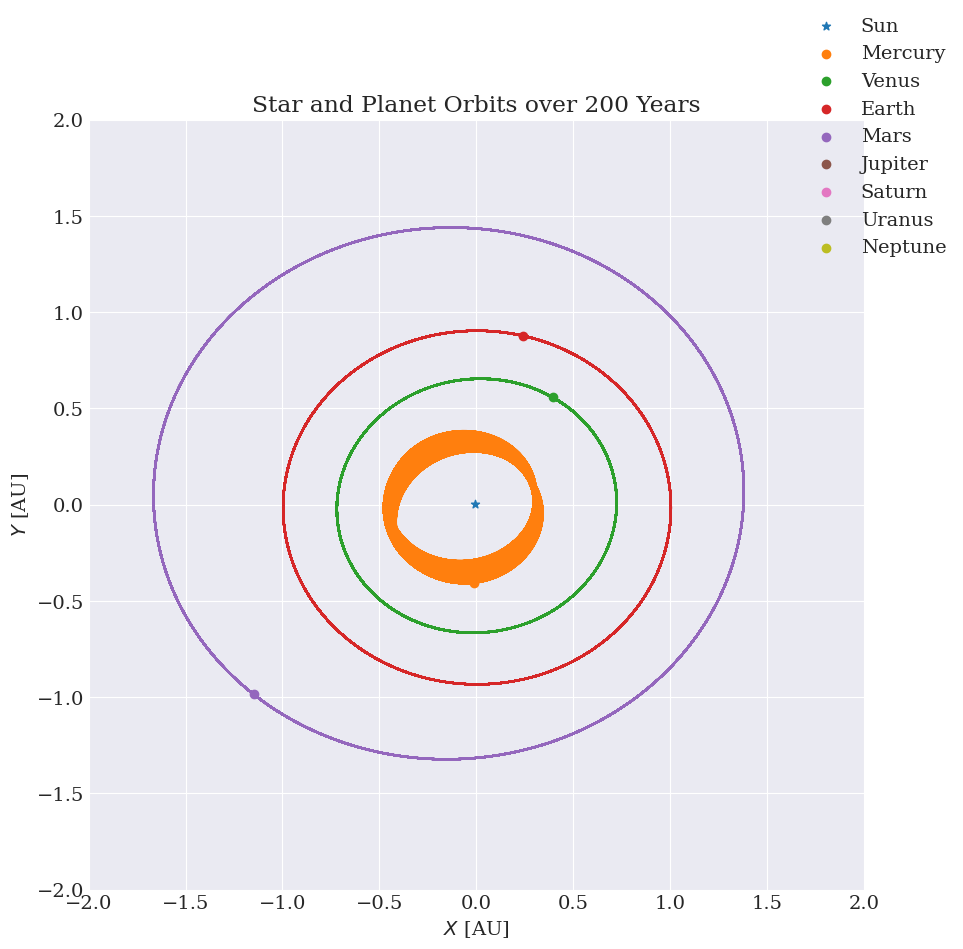 Sun
Mercury
Venus
Earth
Mars
Jupiter
Saturn
Uranus
Neptune
Star and Planet Orbits over 200 Years
2.0
1.5
1.0
0.5
0.0
−0.5
−1.0
−1.5
−2.0
Y [AU]
−2.0 −1.5 −1.0 −0.5 0.0 0.5 1.0 1.5 2.0
X [AU]